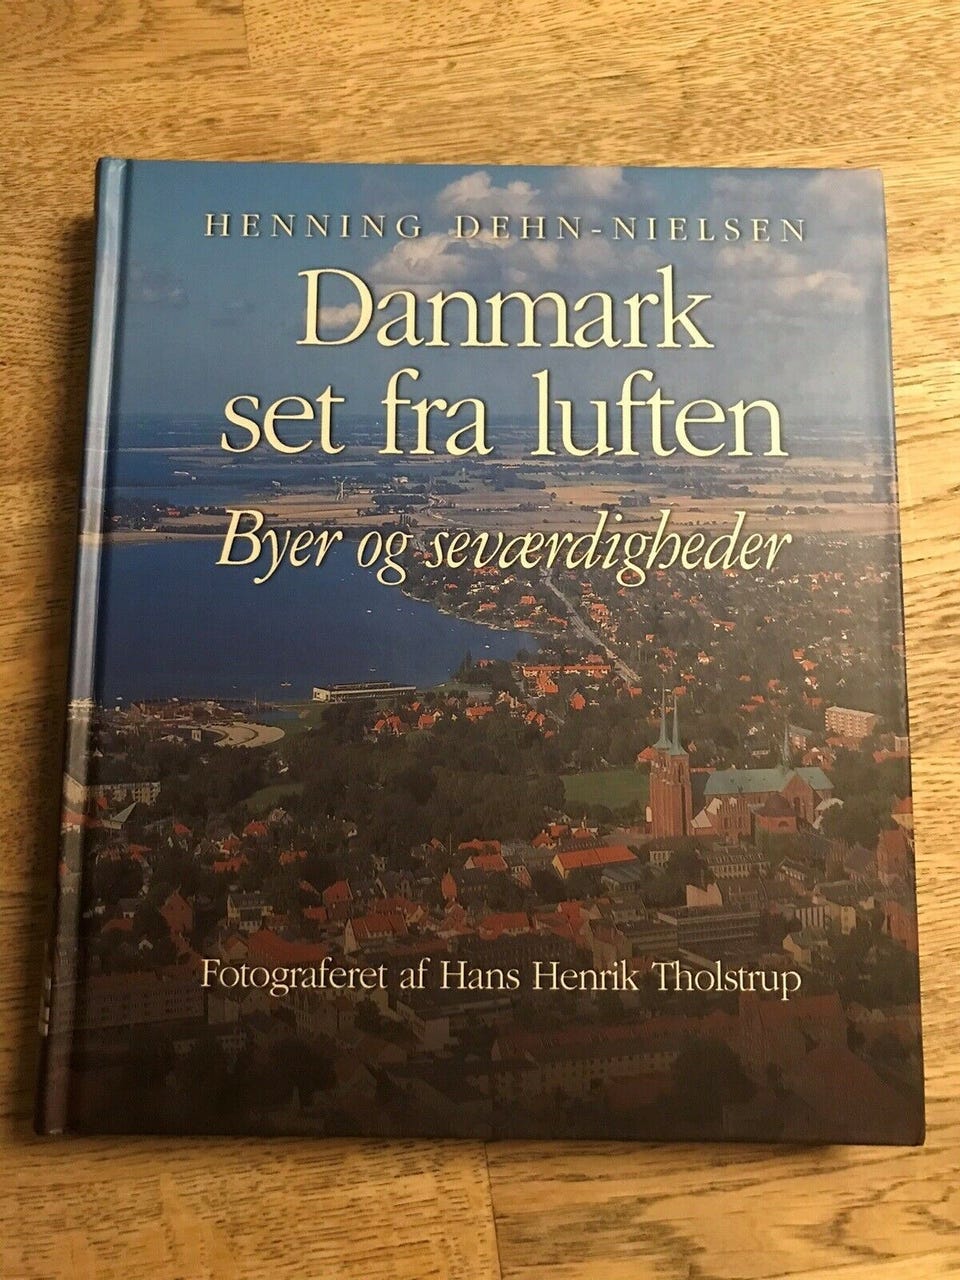 HENNING DEHN-NIELSEN
Danmark
set fra luften
Byer og seværdigheder
Fotograferet af Hans Henrik Tholstrup